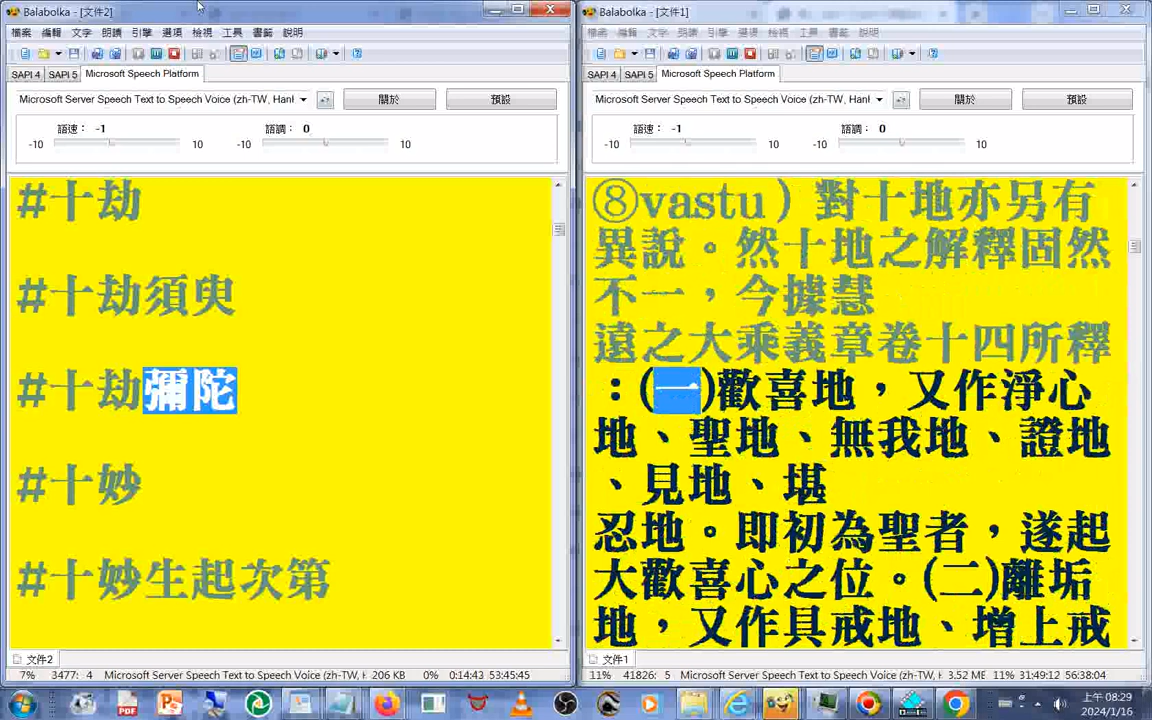 Balabolka - [文件2]
檔案 編輯 文字 朗讀 引擎 選項 檢視 工具 書籤 說明
SAPI 4 SAPI 5 Microsoft Speech Platform
Microsoft Server Speech Text to Speech Voice (zh-TW, Hanl
關於 預設
語速： -1 語調： 0
-10 10 -10 10
#十劫
#十劫須臾
#十劫彌陀
#十妙
#十妙生起次第
文件2
7% 3477: 4 Microsoft Server Speech Text to Speech Voice (zh-TW, HanHan) 206 KB 0% 0:14:43 53:45:45
Balabolka - [文件1]
檔案 編輯 文字 朗讀 引擎 選項 檢視 工具 書籤 說明
SAPI 4 SAPI 5 Microsoft Speech Platform
Microsoft Server Speech Text to Speech Voice (zh-TW, Hanl
關於 預設
語速： -1 語調： 0
-10 10 -10 10
⑧vastu）對十地亦另有
異說。然十地之解釋固然
不一，今據慧
遠之大乘義章卷十四所釋
：(一)歡喜地，又作淨心
地、聖地、無我地、證地
、見地、堪
忍地。即初為聖者，遂起
大歡喜心之位。(二)離垢
地，又作具戒地、增上戒
文件1
11% 41826: 5 Microsoft Server Speech Text to Speech Voice (zh-TW, HanHan) 3.52 ME 11% 31:49:12 56:38:04
上午 08:29
2024/1/16